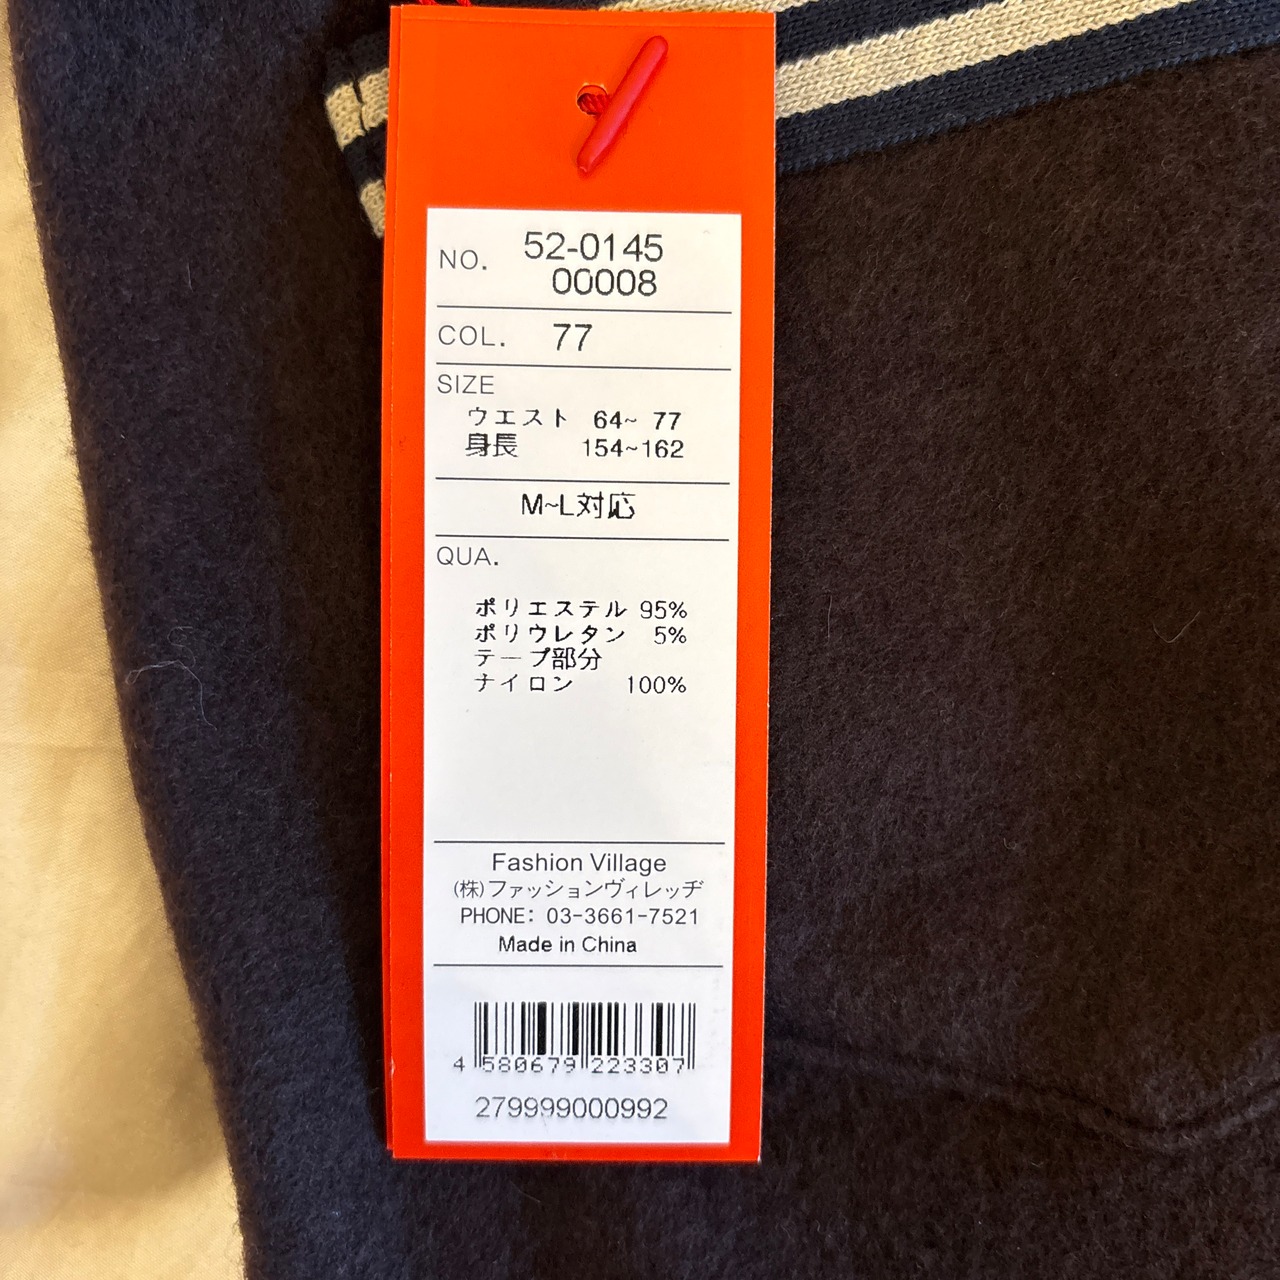 NO. 52-0145
00008
COL. 77
SIZE
ウエスト 64~ 77
身長 154~162
M~L対応
QUA.
ポリエステル 95%
ポリウレタン 5%
テープ部分
ナイロン 100%
Fashion Village
(株)ファッションヴィレッヂ
PHONE: 03-3661-7521
Made in China
4 580679 223307
279999000992